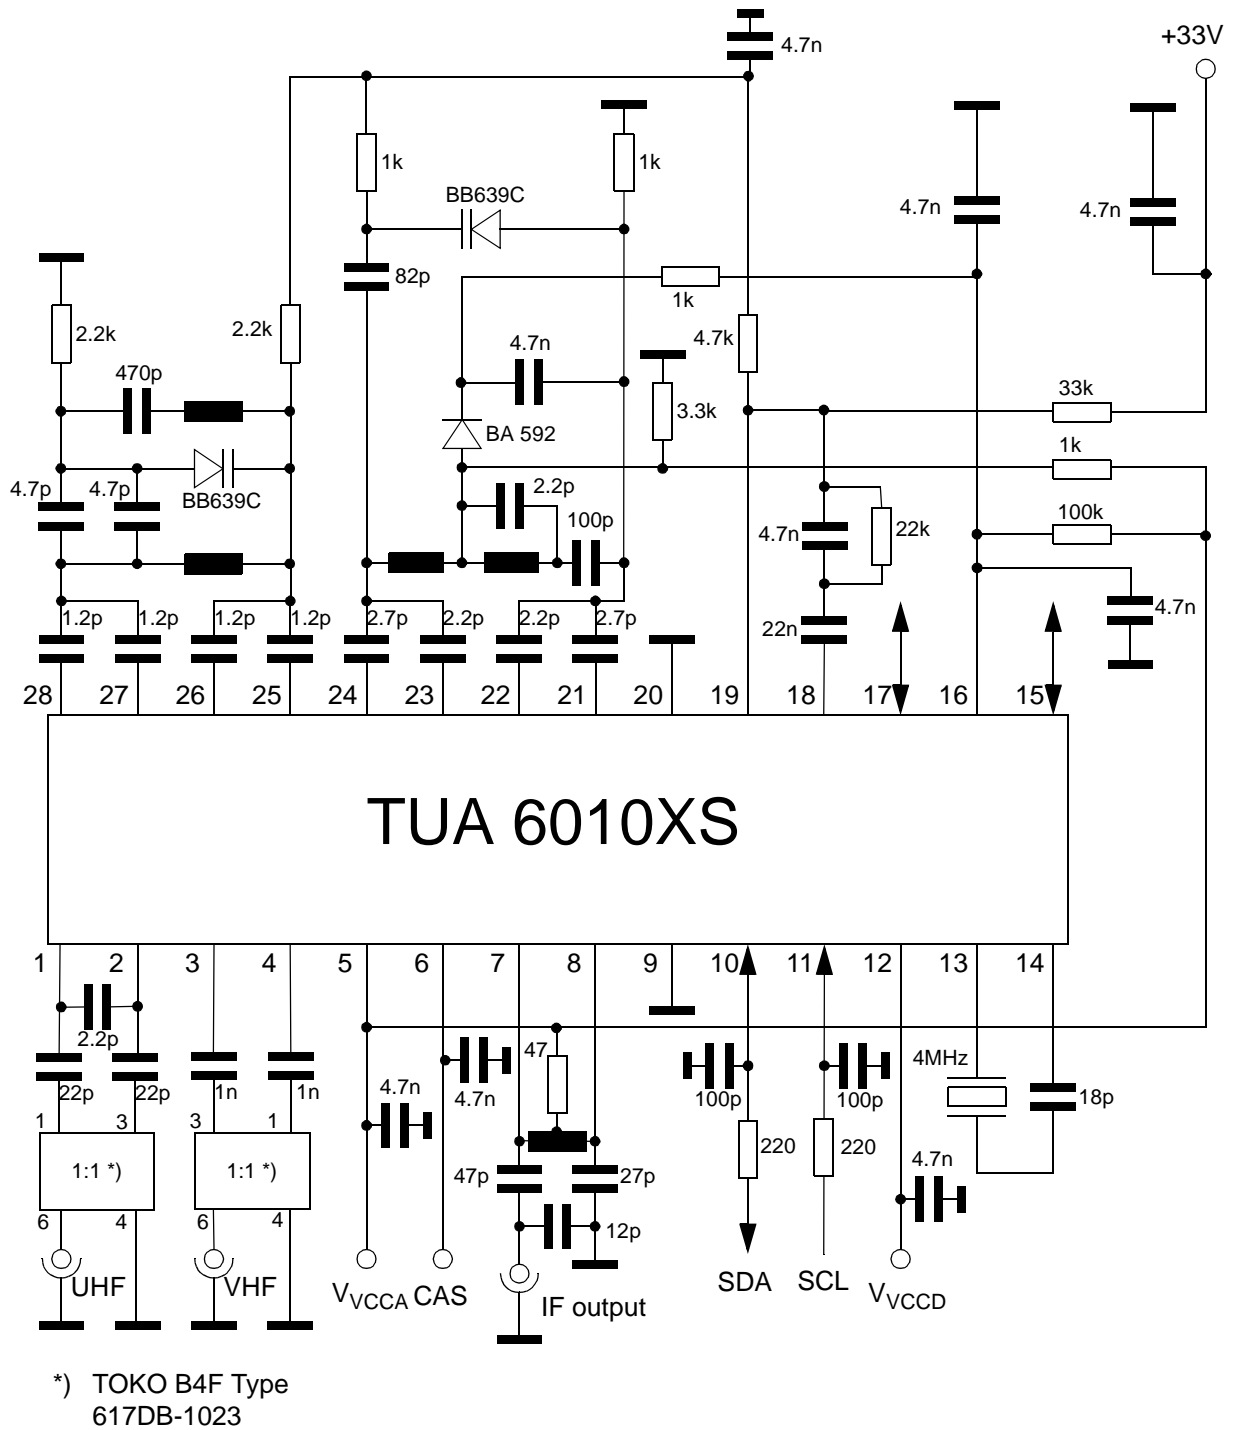 4.7n
+33V
1k
1k
BB639C
4.7n
4.7n
82p
1k
2.2k
2.2k
4.7k
4.7n
470p
33k
3.3k
BA 592
1k
4.7p
4.7p
BB639C
2.2p
100p
100k
4.7n
22k
1.2p
1.2p
1.2p
1.2p
2.7p
2.2p
2.2p
2.7p
22n
4.7n
28
27
26
25
24
23
22
21
20
19
18
17
16
15
TUA 6010XS
1
2
3
4
5
6
7
8
9
10
11
12
13
14
2.2p
47
4MHz
22p
22p
1n
1n
4.7n
4.7n
100p
100p
18p
1
3
3
1
1:1 *)
1:1 *)
220
220
4.7n
47p
27p
6
4
6
4
12p
UHF
VHF
VVCCA
CAS
IF output
SDA
SCL
VVCCD
*) TOKO B4F Type
617DB-1023